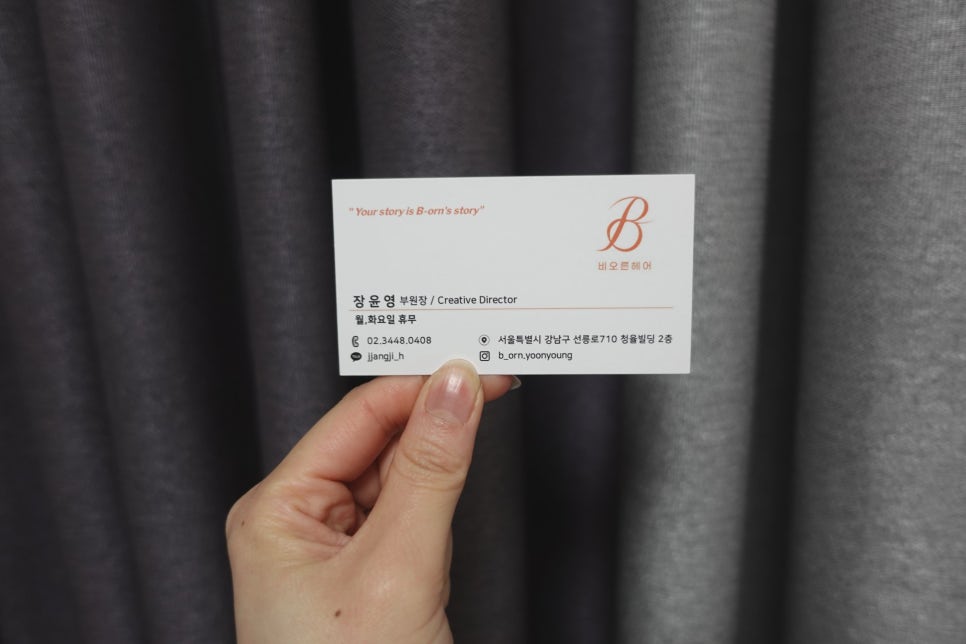 "Your story is B-orn's story"
B
비오른헤어
장윤영 부원장 / Creative Director
월,화요일 휴무
02.3448.0408
서울특별시 강남구 선릉로710 청율빌딩 2층
jjangji_h
b_orn.yoonyoung